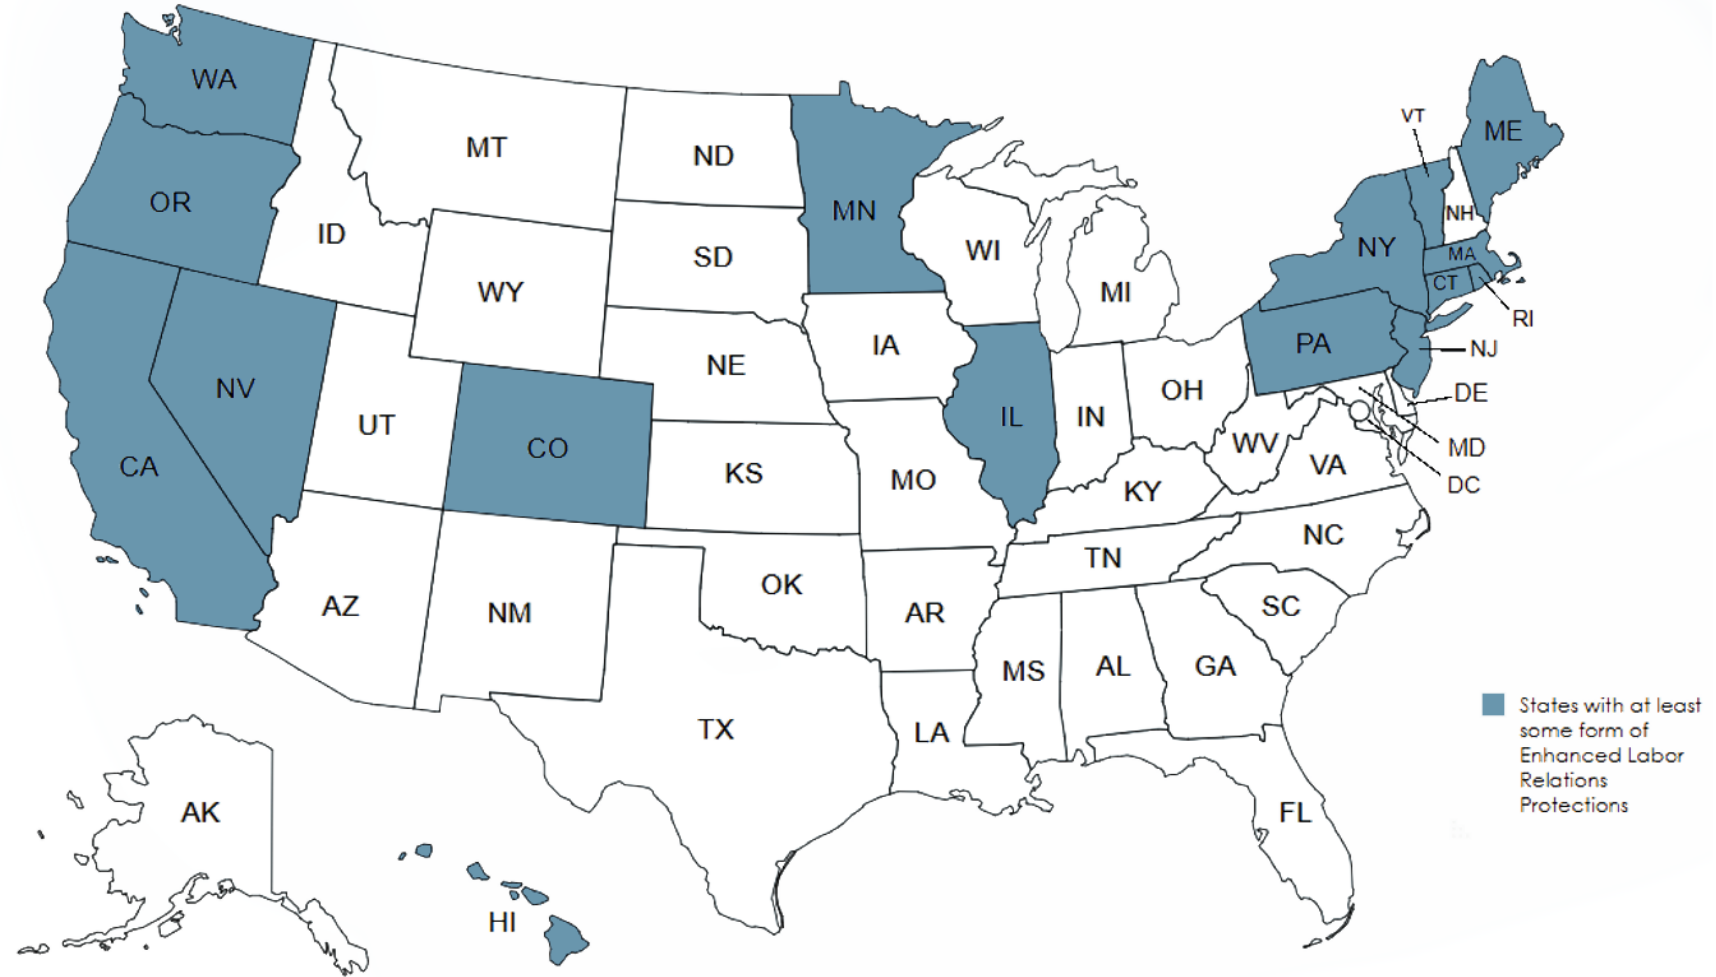 WA
MT
ND
MN
VT
ME
OR
ID
SD
WI
NH
NY
MA
CT
WY
MI
RI
IA
PA
NJ
NE
NV
UT
CO
IL
IN
OH
DE
MD
DC
CA
KS
MO
WV
VA
KY
NC
TN
AZ
NM
OK
AR
SC
MS
AL
GA
TX
LA
AK
FL
HI
States with at least
some form of
Enhanced Labor
Relations
Protections